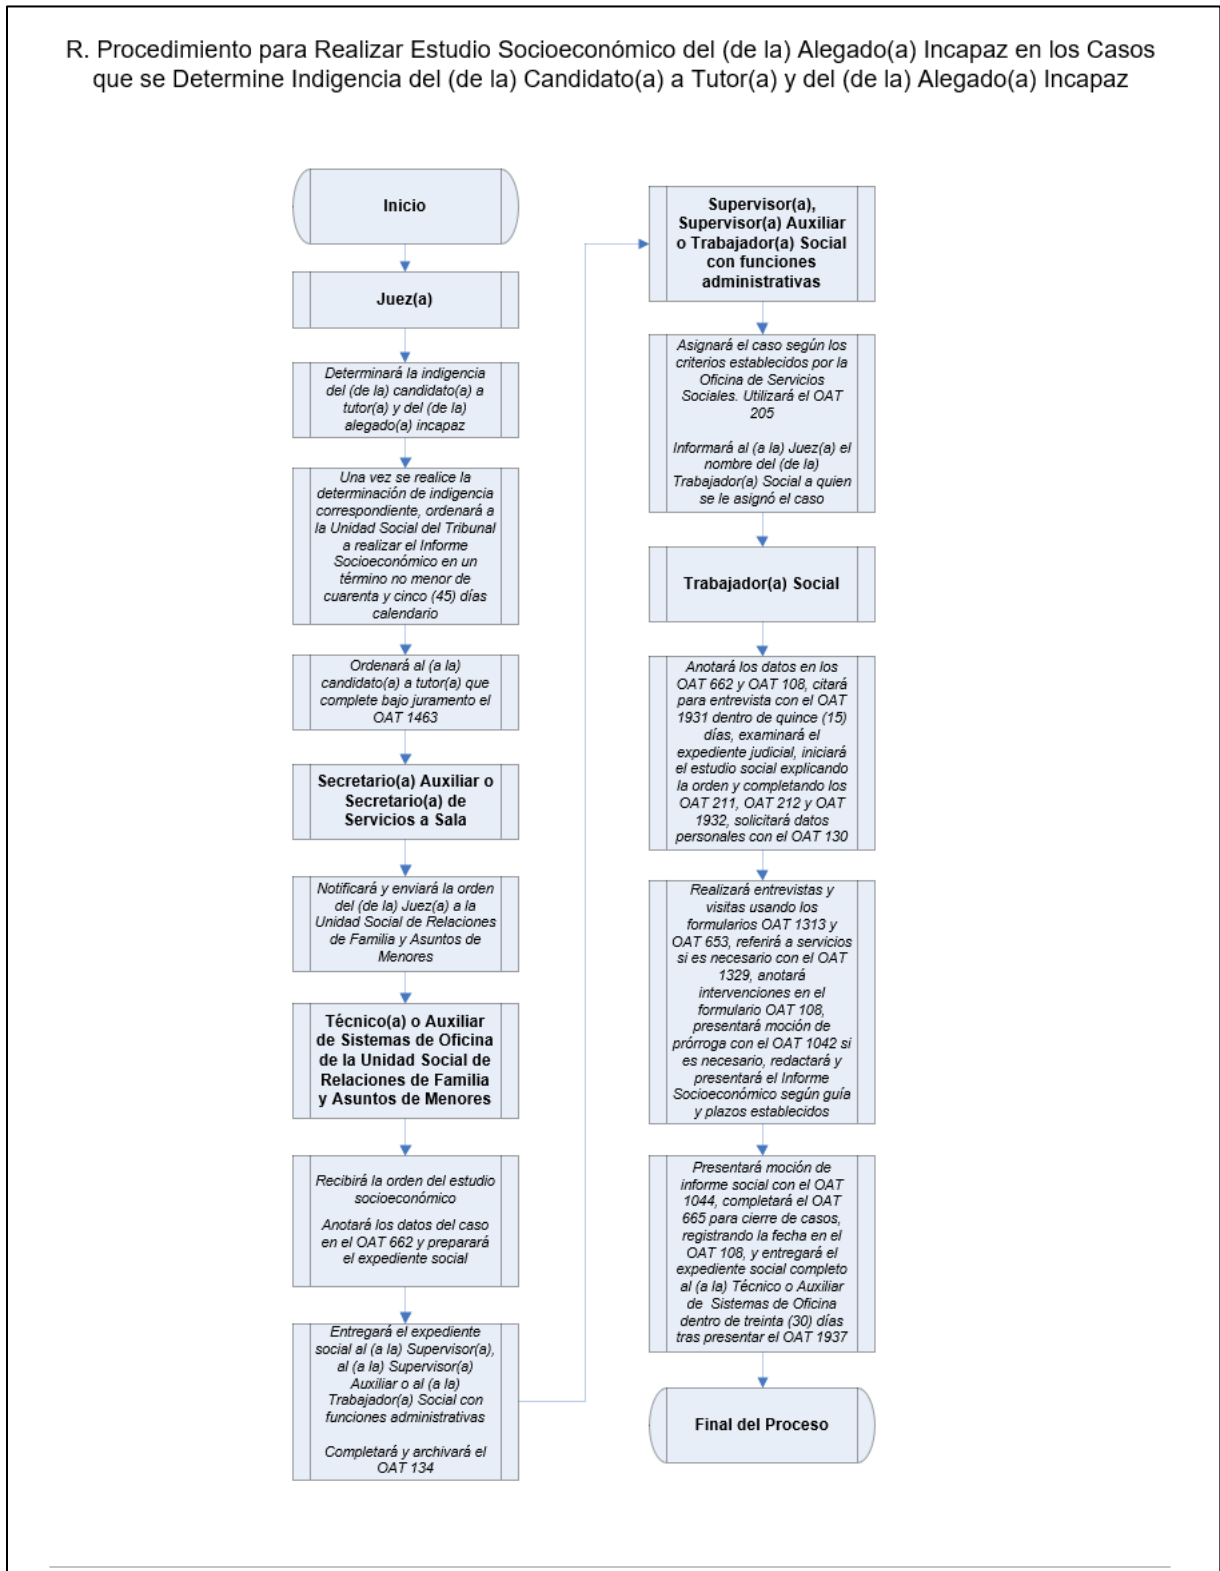 R. Procedimiento para Realizar Estudio Socioeconómico del (de la) Alegado(a) Incapaz en los Casos
que se Determine Indigencia del (de la) Candidato(a) a Tutor(a) y del (de la) Alegado(a) Incapaz
Inicio
Juez(a)
Determinará la indigencia
del (de la) candidato(a) a
tutor(a) y del (de la)
alegado(a) incapaz
Una vez se realice la
determinación de indigencia
correspondiente, ordenará a
la Unidad Social del Tribunal
a realizar el Informe
Socioeconómico en un
término no menor de
cuarenta y cinco (45) días
calendario
Ordenará al (a la)
candidato(a) a tutor(a) que
complete bajo juramento el
OAT 1463
Secretario(a) Auxiliar o
Secretario(a) de
Servicios a Sala
Notificará y enviará la orden
del (de la) Juez(a) a la
Unidad Social de Relaciones
de Familia y Asuntos de
Menores
Técnico(a) o Auxiliar
de Sistemas de Oficina
de la Unidad Social de
Relaciones de Familia
y Asuntos de Menores
Recibirá la orden del estudio
socioeconómico
Anotará los datos del caso
en el OAT 662 y preparará
el expediente social
Entregará el expediente
social al (a la) Supervisor(a),
al (a la) Supervisor(a)
Auxiliar o al (a la)
Trabajador(a) Social con
funciones administrativas
Completará y archivará el
OAT 134
Supervisor(a),
Supervisor(a) Auxiliar
o Trabajador(a) Social
con funciones
administrativas
Asignará el caso según los
criterios establecidos por la
Oficina de Servicios
Sociales. Utilizará el OAT
205
Informará al (a la) Juez(a) el
nombre del (de la)
Trabajador(a) Social a quien
se le asignó el caso
Trabajador(a) Social
Anotará los datos en los
OAT 662 y OAT 108, citará
para entrevista con el OAT
1931 dentro de quince (15)
días, examinará el
expediente judicial, iniciará
el estudio social explicando
la orden y completando los
OAT 211, OAT 212 y OAT
1932, solicitará datos
personales con el OAT 130
Realizará entrevistas y
visitas usando los
formularios OAT 1313 y
OAT 653, referirá a servicios
si es necesario con el OAT
1329, anotará
intervenciones en el
formulario OAT 108,
presentará moción de
prórroga con el OAT 1042 si
es necesario, redactará y
presentará el Informe
Socioeconómico según guía
y plazos establecidos
Presentará moción de
informe social con el OAT
1044, completará el OAT
665 para cierre de casos,
registrando la fecha en el
OAT 108, y entregará el
expediente social completo
al (a la) Técnico o Auxiliar
de Sistemas de Oficina
dentro de treinta (30) días
tras presentar el OAT 1937
Final del Proceso